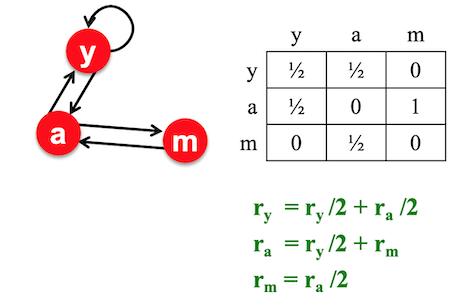 y
a
m
y a m
y ½ ½ 0
a ½ 0 1
m 0 ½ 0
r_y = r_y /2 + r_a /2
r_a = r_y /2 + r_m
r_m = r_a /2